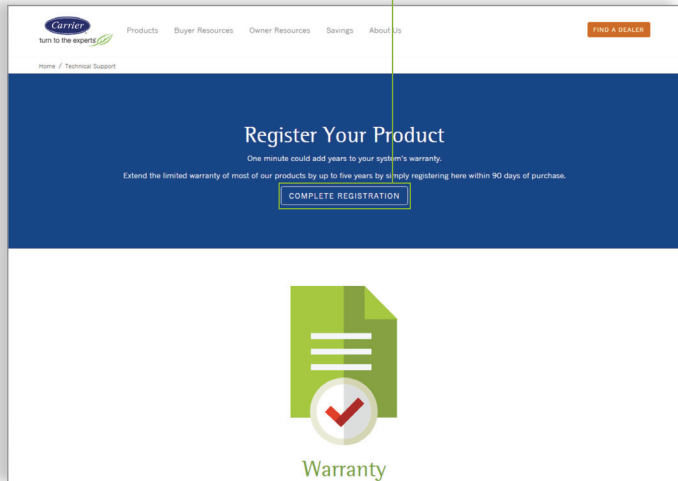 Carrier
turn to the experts
Products Buyer Resources Owner Resources Savings About Us
FIND A DEALER
Home / Technical Support
Register Your Product
One minute could add years to your system's warranty.
Extend the limited warranty of most of our products by up to five years by simply registering here within 90 days of purchase.
COMPLETE REGISTRATION
Warranty